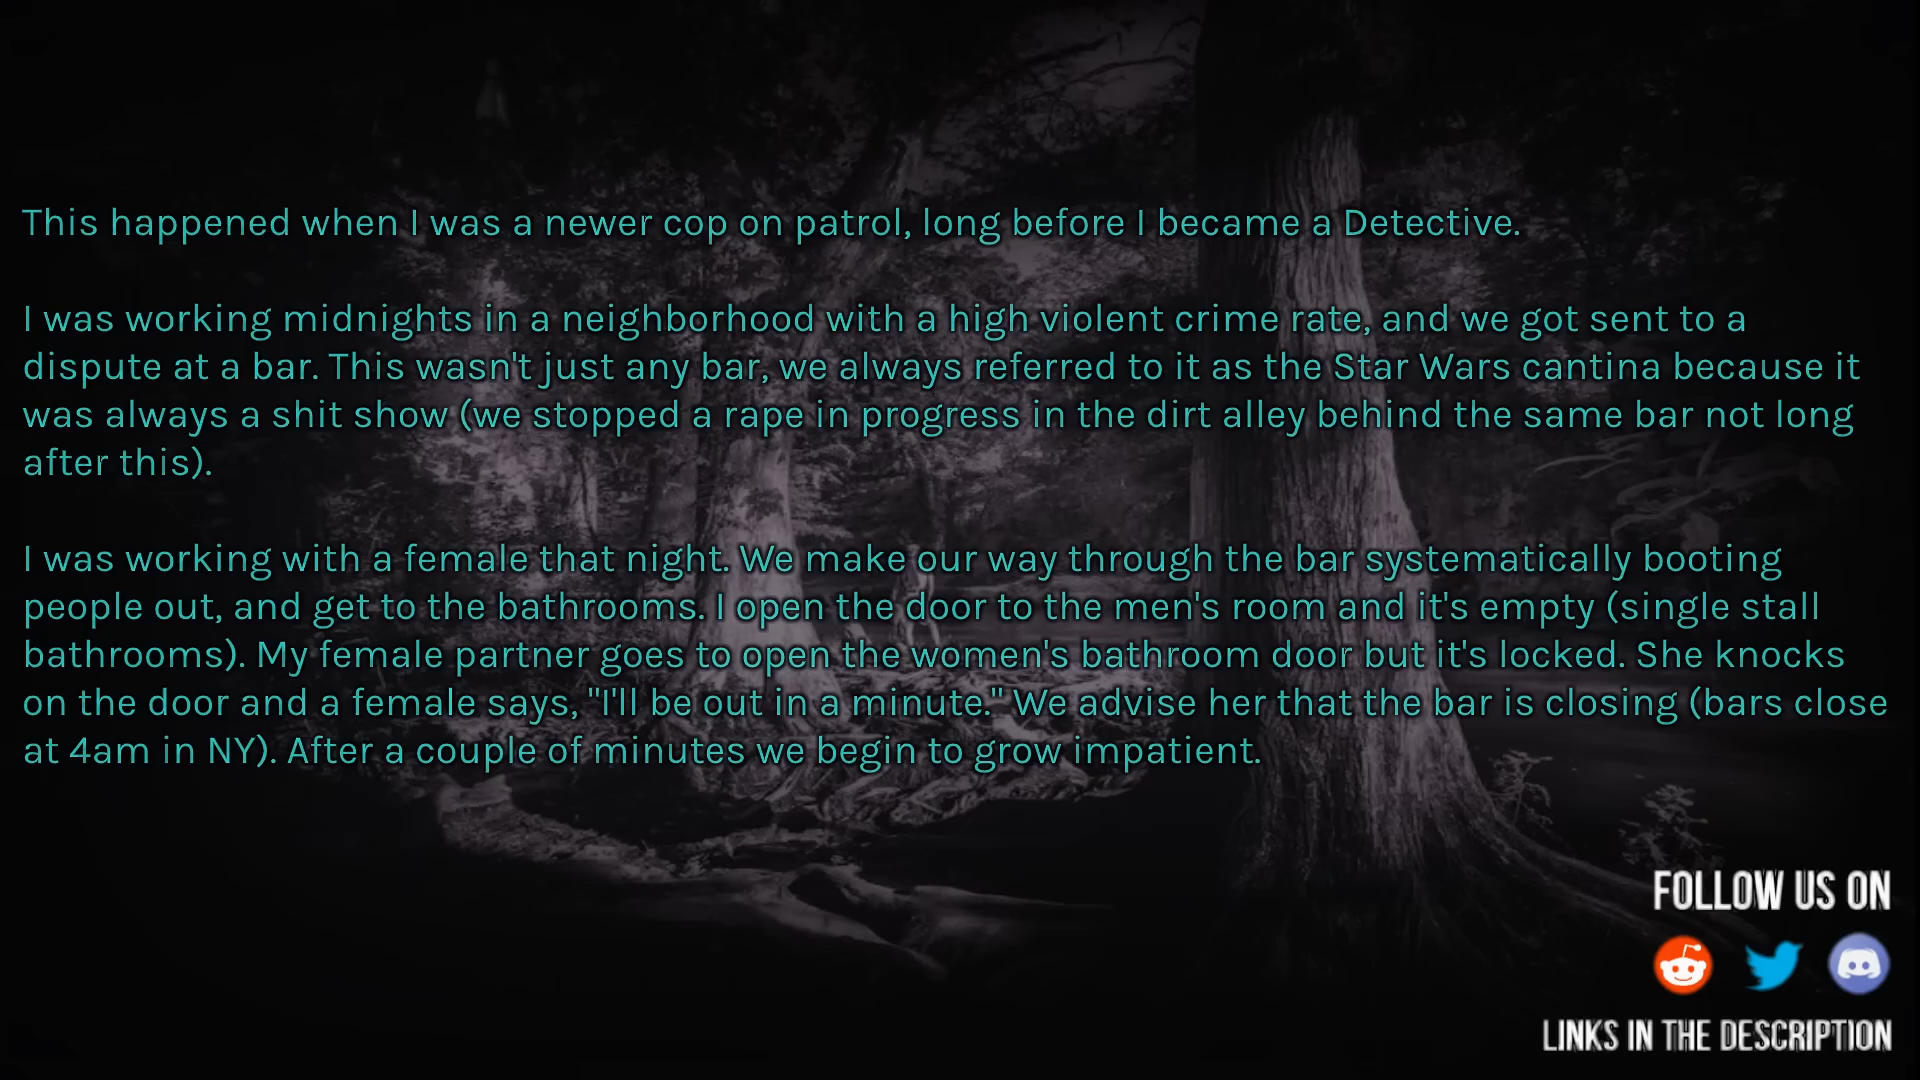 This happened when I was a newer cop on patrol, long before I became a Detective.
I was working midnights in a neighborhood with a high violent crime rate, and we got sent to a
dispute at a bar. This wasn't just any bar, we always referred to it as the Star Wars cantina because it
was always a shit show (we stopped a rape in progress in the dirt alley behind the same bar not long
after this).
I was working with a female that night. We make our way through the bar systematically booting
people out, and get to the bathrooms. I open the door to the men's room and it's empty (single stall
bathrooms). My female partner goes to open the women's bathroom door but it's locked. She knocks
on the door and a female says, "I'll be out in a minute." We advise her that the bar is closing (bars close
at 4am in NY). After a couple of minutes we begin to grow impatient.
FOLLOW US ON
LINKS IN THE DESCRIPTION